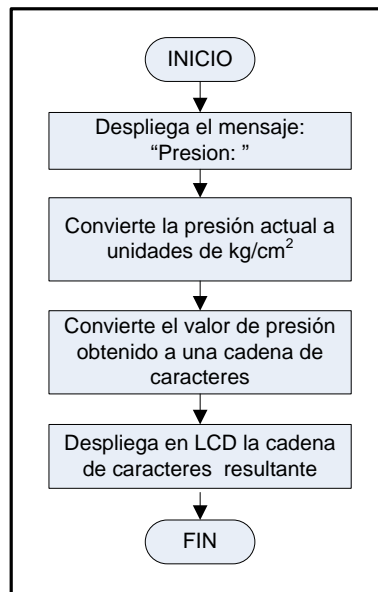 INICIO
Despliega el mensaje:
“Presion: ”
Convierte la presión actual a
unidades de kg/cm²
Convierte el valor de presión
obtenido a una cadena de
caracteres
Despliega en LCD la cadena
de caracteres resultante
FIN